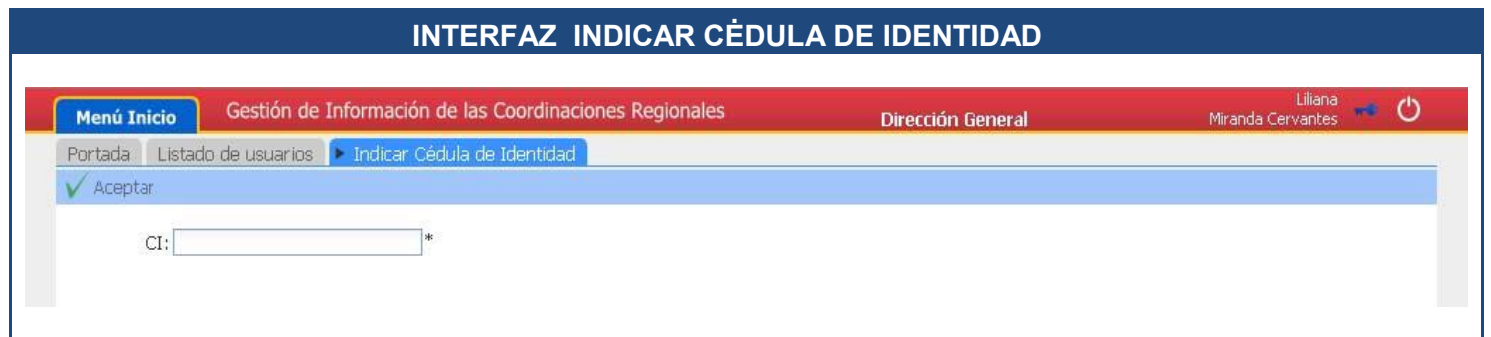 INTERFAZ INDICAR CĖDULA DE IDENTIDAD
Menú Inicio Gestión de Información de las Coordinaciones Regionales Dirección General Liliana
Miranda Cervantes
Portada Listado de usuarios Indicar Cédula de Identidad
Aceptar
CI: *